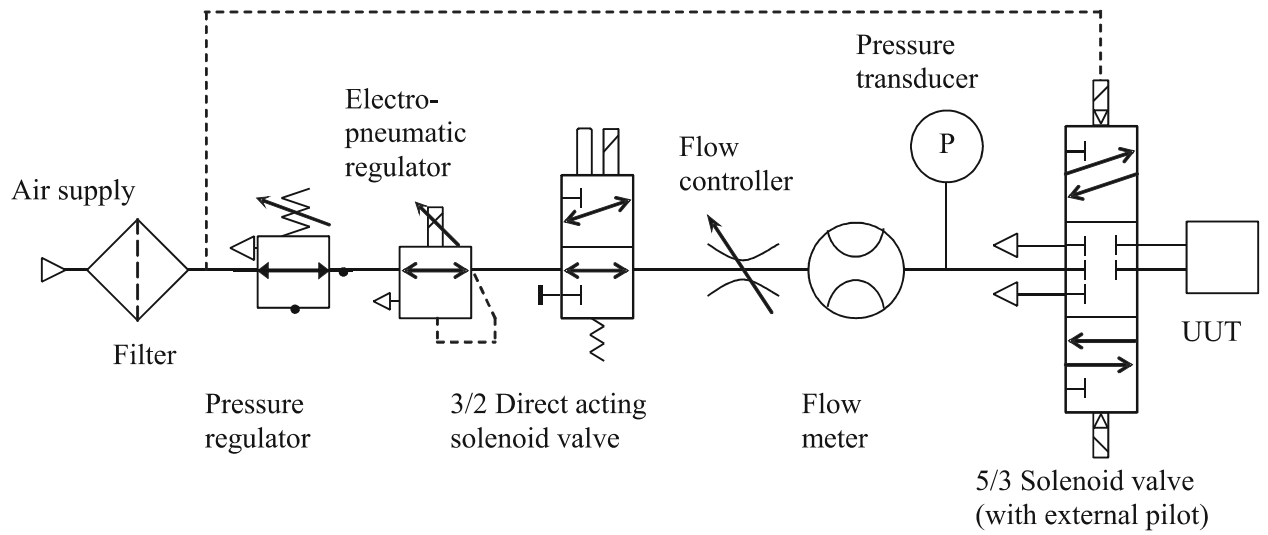 Air supply
Filter
Pressure
regulator
Electro-
pneumatic
regulator
3/2 Direct acting
solenoid valve
Flow
controller
Flow
meter
Pressure
transducer
P
UUT
5/3 Solenoid valve
(with external pilot)